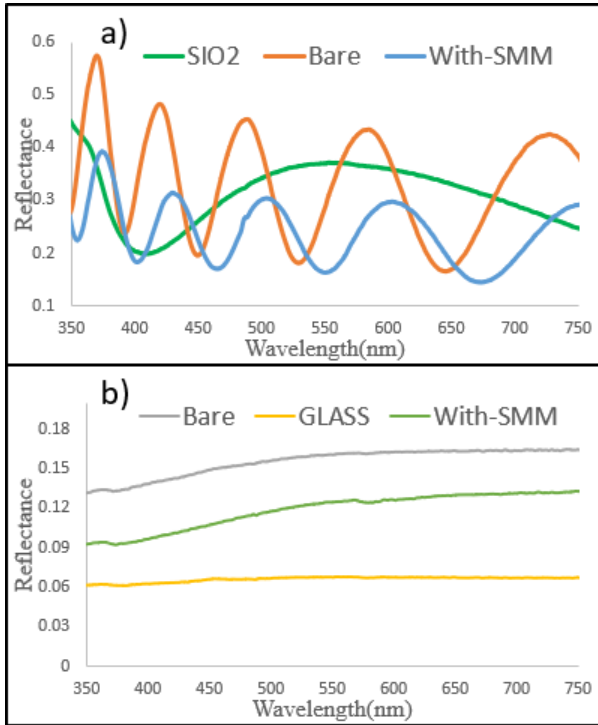 a)
SIO2 Bare With-SMM
0.6
0.5
0.4
0.3
0.2
0.1
Reflectance
350 400 450 500 550 600 650 700 750
Wavelength(nm)
b)
Bare GLASS With-SMM
0.18
0.15
0.12
0.09
0.06
0.03
0
Reflectance
350 400 450 500 550 600 650 700 750
Wavelength(nm)